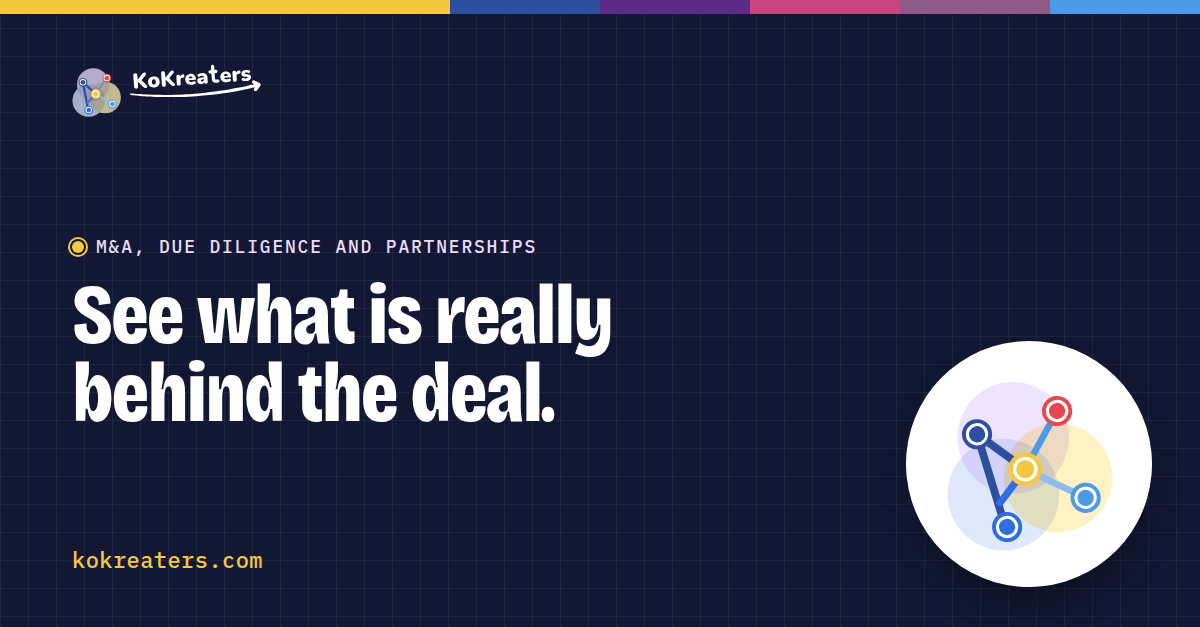 KoKreaters
M&A, DUE DILIGENCE AND PARTNERSHIPS
See what is really
behind the deal.
kokreaters.com